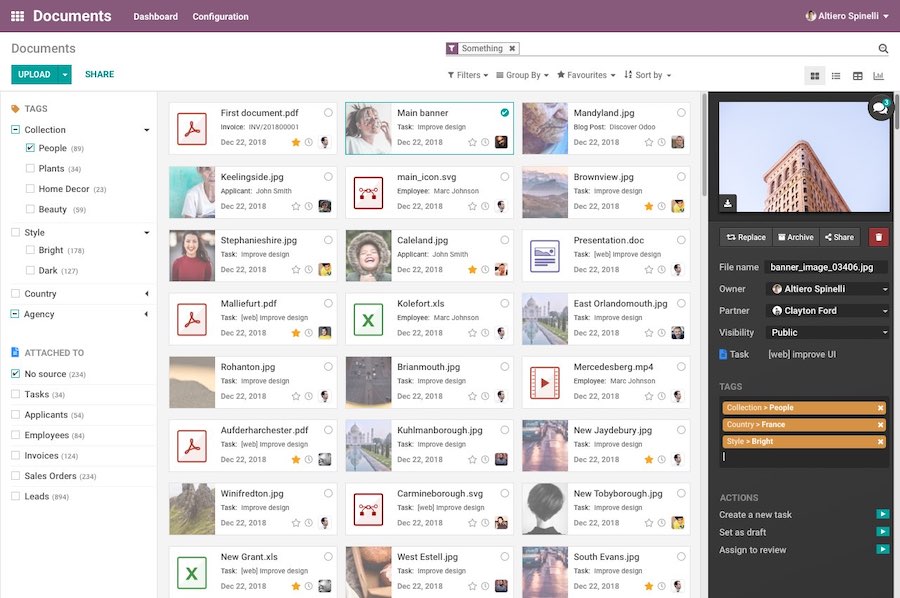 Documents
Dashboard
Configuration
Altiero Spinelli
Documents
Something
UPLOAD
SHARE
Filters
Group By
Favourites
Sort by
TAGS
Collection
People (89)
Plants (34)
Home Decor (23)
Beauty (59)
Style
Bright (178)
Dark (127)
Country
Agency
ATTACHED TO
No source (234)
Tasks (34)
Applicants (54)
Employees (84)
Invoices (124)
Sales Orders (234)
Leads (894)
First document.pdf
Invoice: INV/201800001
Dec 22, 2018
Main banner
Task: Improve design
Dec 22, 2018
Mandyland.jpg
Blog Post: Discover Odoo
Dec 22, 2018
Keelingside.jpg
Applicant: John Smith
Dec 22, 2018
main_icon.svg
Employee: Marc Johnson
Dec 22, 2018
Brownview.jpg
Task: Improve design
Dec 22, 2018
Stephanieshire.jpg
Task: Improve design
Dec 22, 2018
Caleland.jpg
Applicant: John Smith
Dec 22, 2018
Presentation.doc
Task: [web] Improve design
Dec 22, 2018
Malliefurt.pdf
Task: [web] Improve design
Dec 22, 2018
Kolefort.xls
Employee: Marc Johnson
Dec 22, 2018
East Orlandomouth.jpg
Task: Improve design
Dec 22, 2018
Rohanton.jpg
Task: Improve design
Dec 22, 2018
Brianmouth.jpg
Task: Improve design
Dec 22, 2018
Mercedesberg.mp4
Employee: Marc Johnson
Dec 22, 2018
Aufderharchester.pdf
Task: [web] Improve design
Dec 22, 2018
Kuhlmanborough.jpg
Task: Improve design
Dec 22, 2018
New Jaydebury.jpg
Task: Improve design
Dec 22, 2018
Winifredton.jpg
Task: Improve design
Dec 22, 2018
Carmineborough.svg
Task: [web] Improve design
Dec 22, 2018
New Tobyborough.jpg
Task: Improve design
Dec 22, 2018
New Grant.xls
Task: [web] Improve design
Dec 22, 2018
West Estell.jpg
Task: Improve design
Dec 22, 2018
South Evans.jpg
Task: Improve design
Dec 22, 2018
3
Replace
Archive
Share
File name banner_image_03406.jpg
Owner Altiero Spinelli
Partner Clayton Ford
Visibility Public
Task [web] improve UI
TAGS
Collection > People
Country > France
Style > Bright
ACTIONS
Create a new task
Set as draft
Assign to review